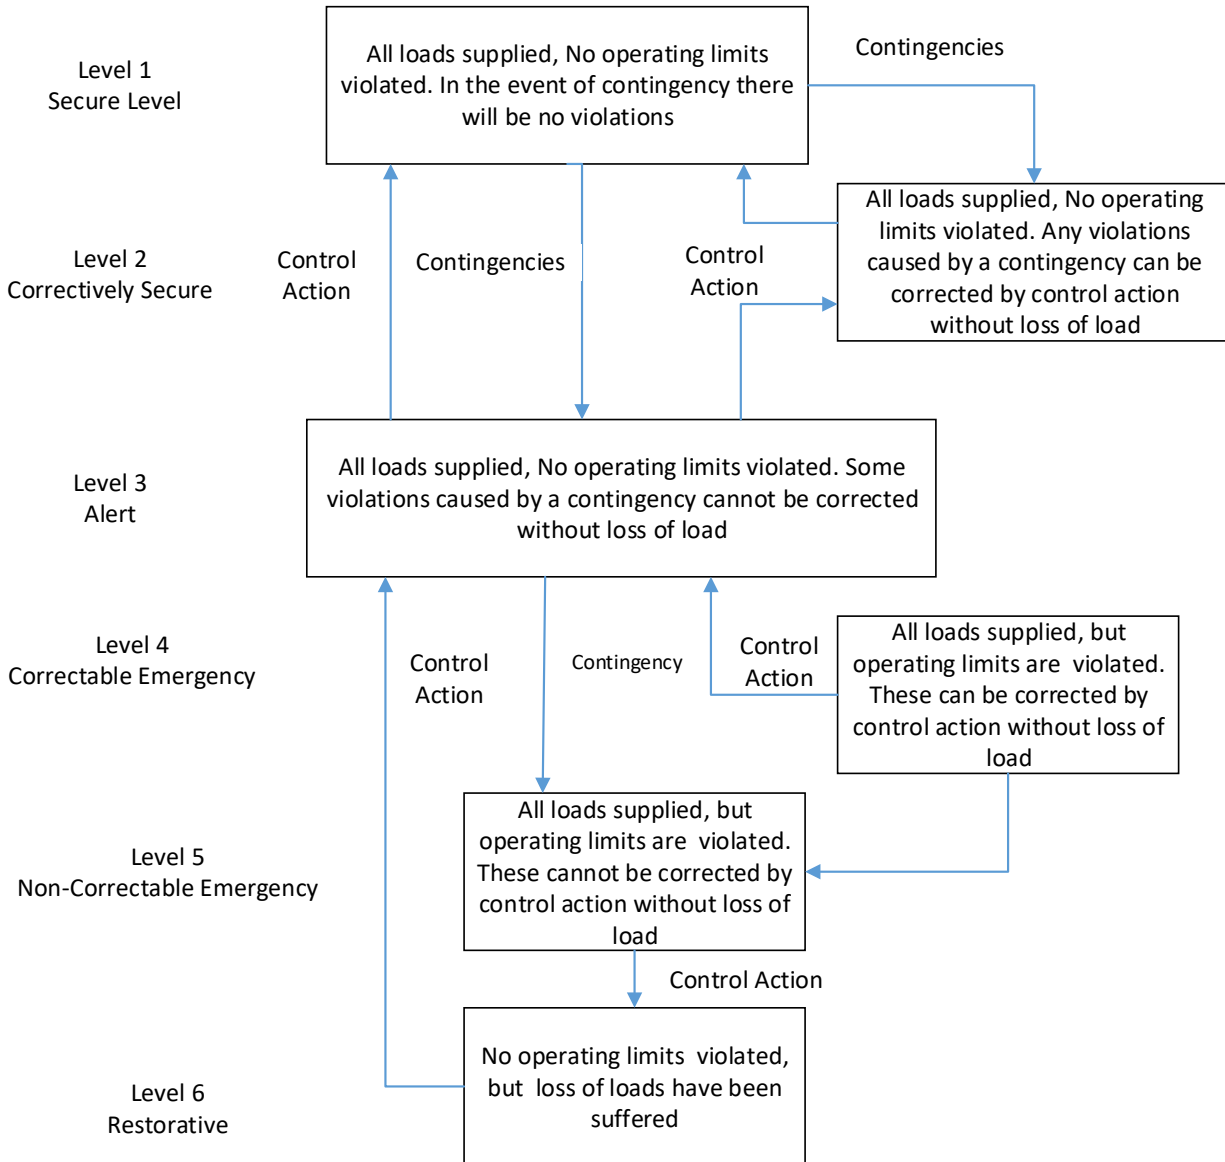 Level 1
Secure Level
All loads supplied, No operating limits
violated. In the event of contingency there
will be no violations
Contingencies
Level 2
Correctively Secure
Control
Action
Contingencies
Control
Action
All loads supplied, No operating
limits violated. Any violations
caused by a contingency can be
corrected by control action
without loss of load
Level 3
Alert
All loads supplied, No operating limits violated. Some
violations caused by a contingency cannot be corrected
without loss of load
Level 4
Correctable Emergency
Control
Action
Contingency
Control
Action
All loads supplied, but
operating limits are violated.
These can be corrected by
control action without loss of
load
Level 5
Non-Correctable Emergency
All loads supplied, but
operating limits are violated.
These cannot be corrected by
control action without loss of
load
Control Action
Level 6
Restorative
No operating limits violated,
but loss of loads have been
suffered